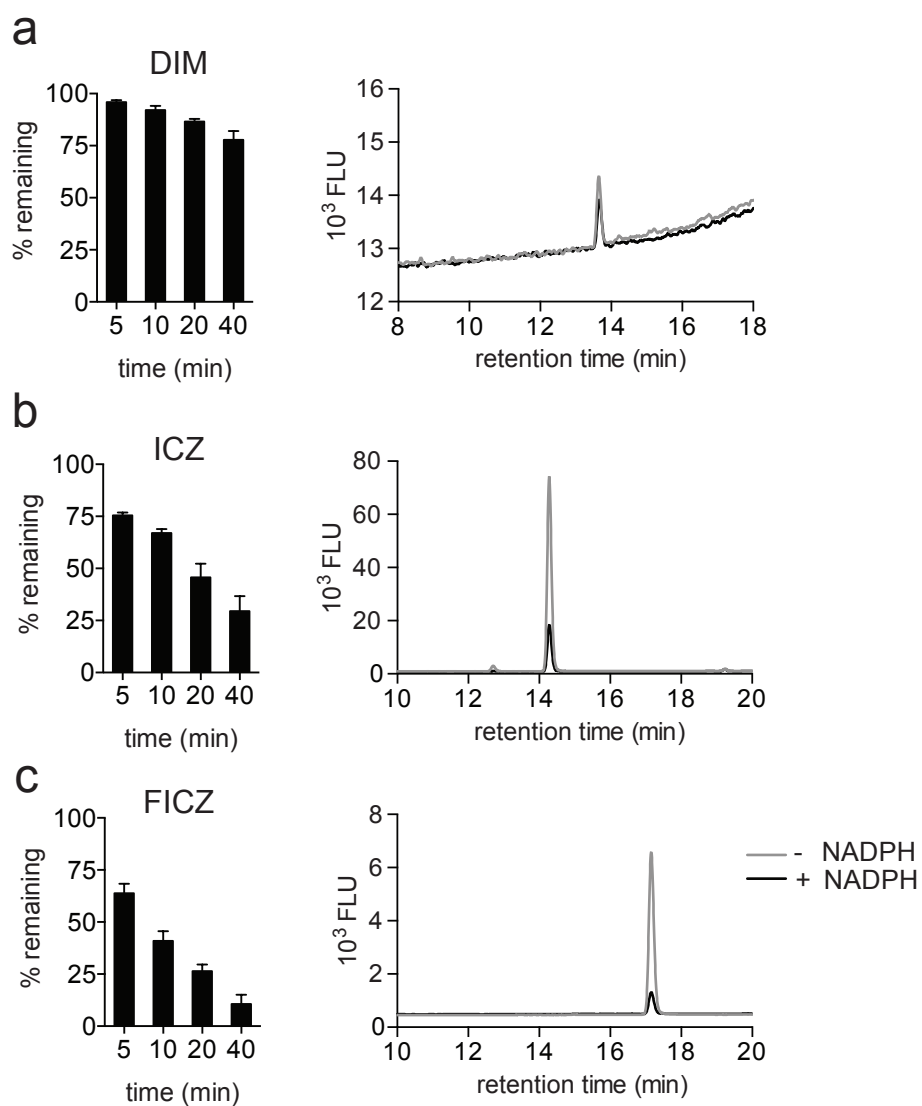 a
DIM
100
75
50
25
0
% remaining
5 10 20 40
time (min)
16
15
14
13
12
10³ FLU
8 10 12 14 16 18
retention time (min)
b
ICZ
100
75
50
25
0
% remaining
5 10 20 40
time (min)
80
60
40
20
0
10³ FLU
10 12 14 16 18 20
retention time (min)
c
FICZ
100
75
50
25
0
% remaining
5 10 20 40
time (min)
8
6
4
2
0
10³ FLU
10 12 14 16 18 20
retention time (min)
- NADPH
+ NADPH